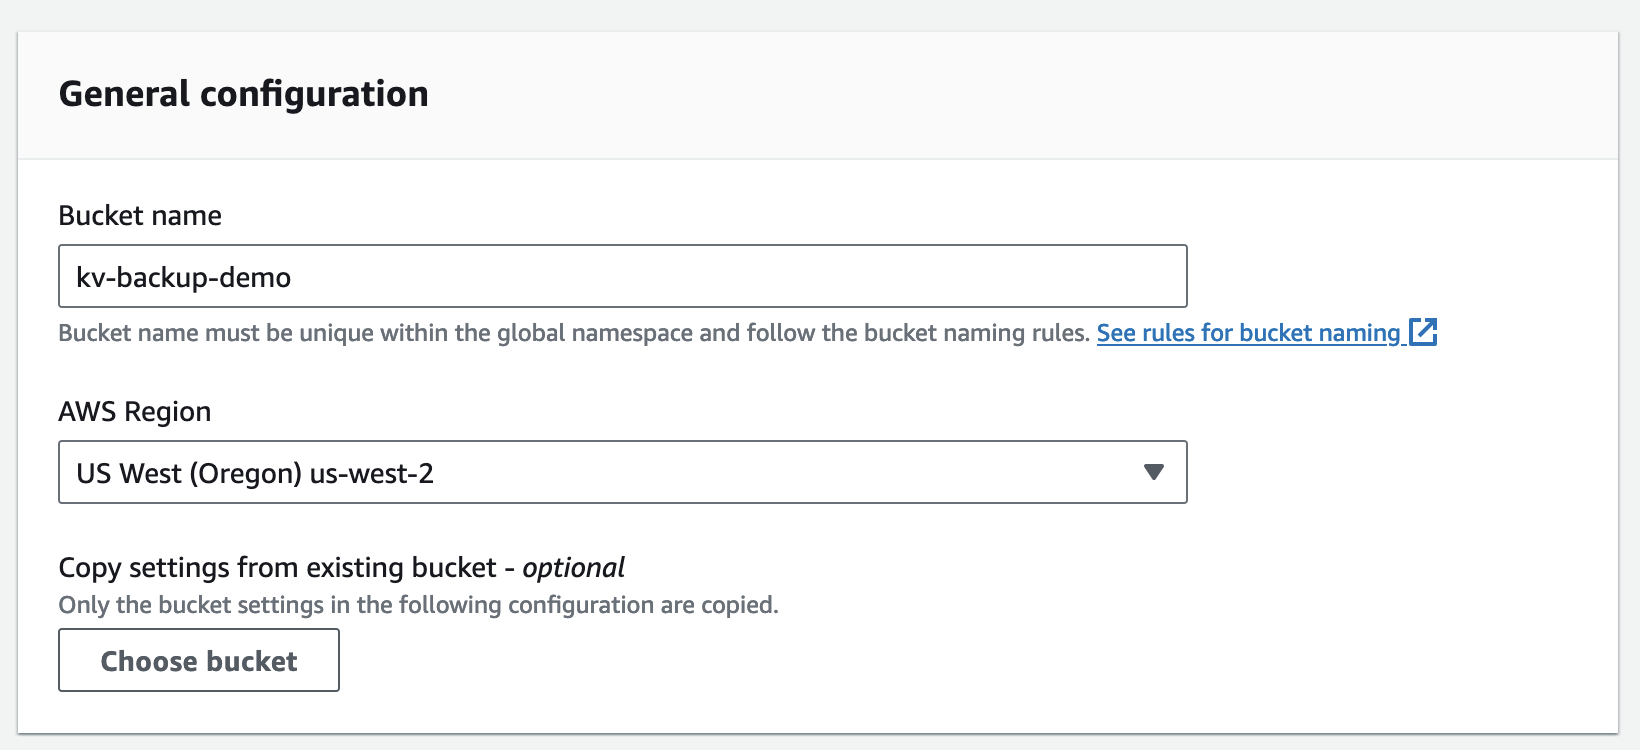 General configuration
Bucket name
kv-backup-demo
Bucket name must be unique within the global namespace and follow the bucket naming rules. See rules for bucket naming
AWS Region
US West (Oregon) us-west-2
Copy settings from existing bucket - optional
Only the bucket settings in the following configuration are copied.
Choose bucket